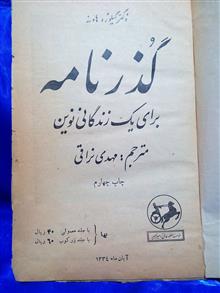 دکتر گیلورد هاوزر
گذرنامه
برای یک زندگانی نوین
مترجم: مهدی نراقی
چاپ چهارم
بها
با جلد معمولی ۴۰ ریال
با جلد زرکوب ۶۰ ریال
آبان ماه ۱۳۳۴